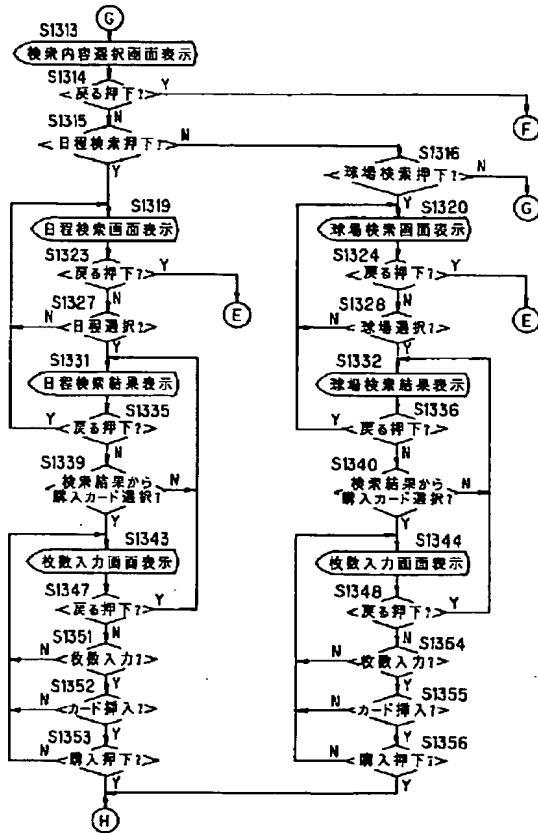 G
S1313
検索内容選択画面表示
S1314
戻る押下?
Y
N
F
S1315
日程検索押下?
N
Y
S1316
球場検索押下?
N
Y
G
S1319
日程検索画面表示
S1320
球場検索画面表示
S1323
戻る押下?
Y
N
E
S1324
戻る押下?
Y
N
E
S1327
N
日程選択?
Y
S1328
N
球場選択?
Y
S1331
日程検索結果表示
S1332
球場検索結果表示
S1335
Y
戻る押下?
N
S1336
Y
戻る押下?
N
S1339
検索結果から
購入カード選択?
N
Y
S1340
検索結果から
購入カード選択?
N
Y
S1343
枚数入力画面表示
S1344
枚数入力画面表示
S1347
戻る押下?
Y
N
S1348
戻る押下?
Y
N
S1351
N
枚数入力?
Y
S1354
N
枚数入力?
Y
S1352
N
カード挿入?
Y
S1355
N
カード挿入?
Y
S1353
N
購入押下?
Y
S1356
N
購入押下?
Y
H